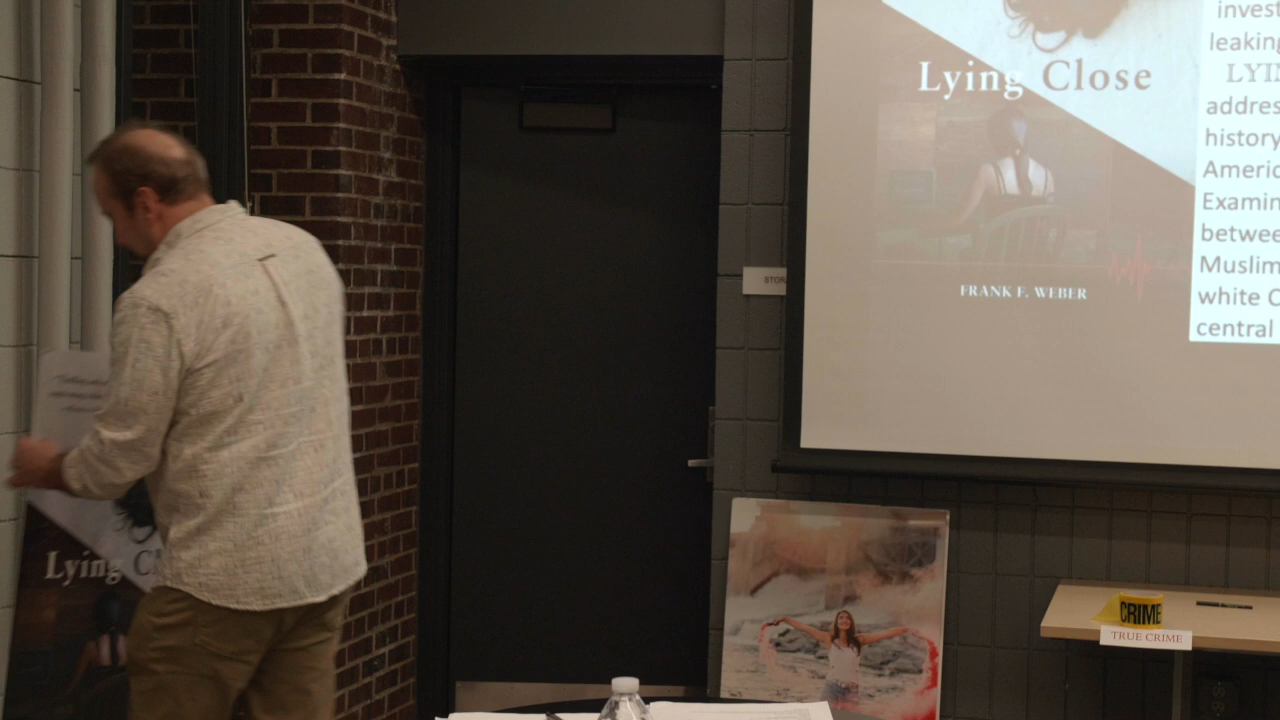 Lying Close
FRANK F. WEBER
invest
leaking
LYI
addres
history
Americ
Examin
betwee
Muslim
white C
central
STOR
Lying C
CRIME
TRUE CRIME